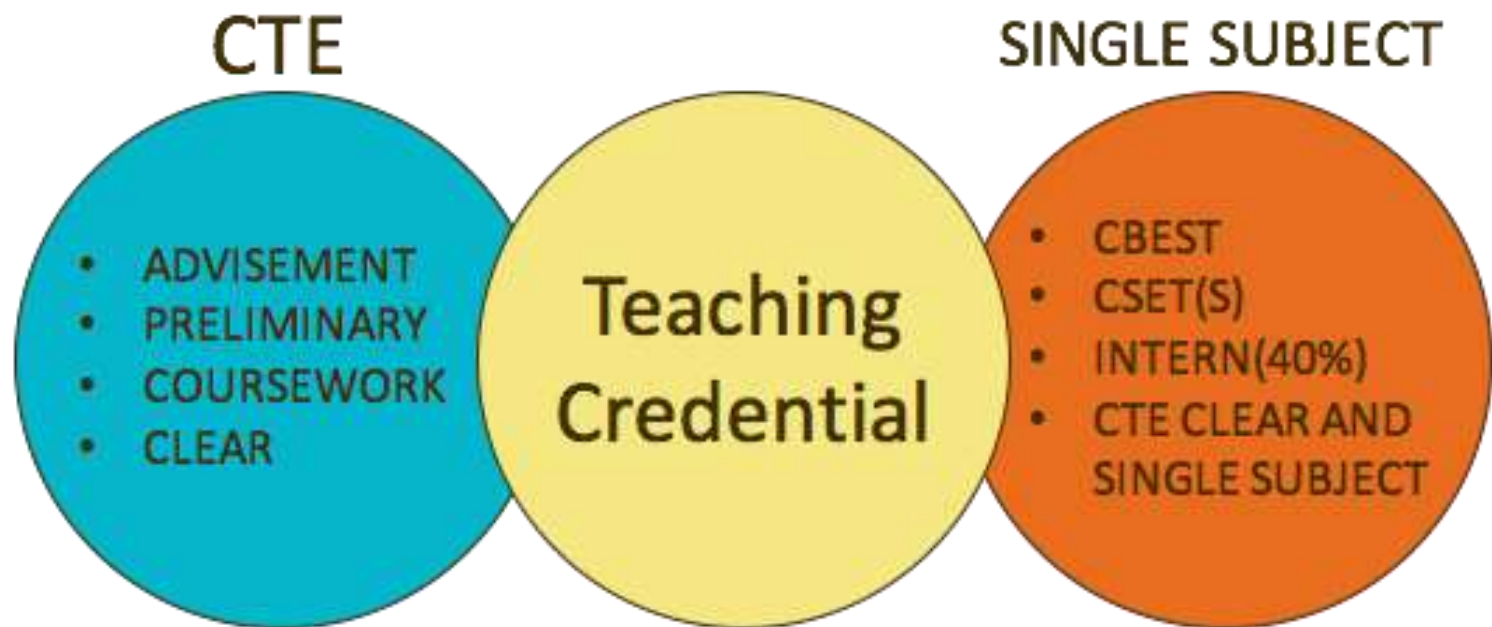 CTE
• ADVISEMENT
• PRELIMINARY
• COURSEWORK
• CLEAR
Teaching
Credential
SINGLE SUBJECT
• CBEST
• CSET(S)
• INTERN(40%)
• CTE CLEAR AND
SINGLE SUBJECT